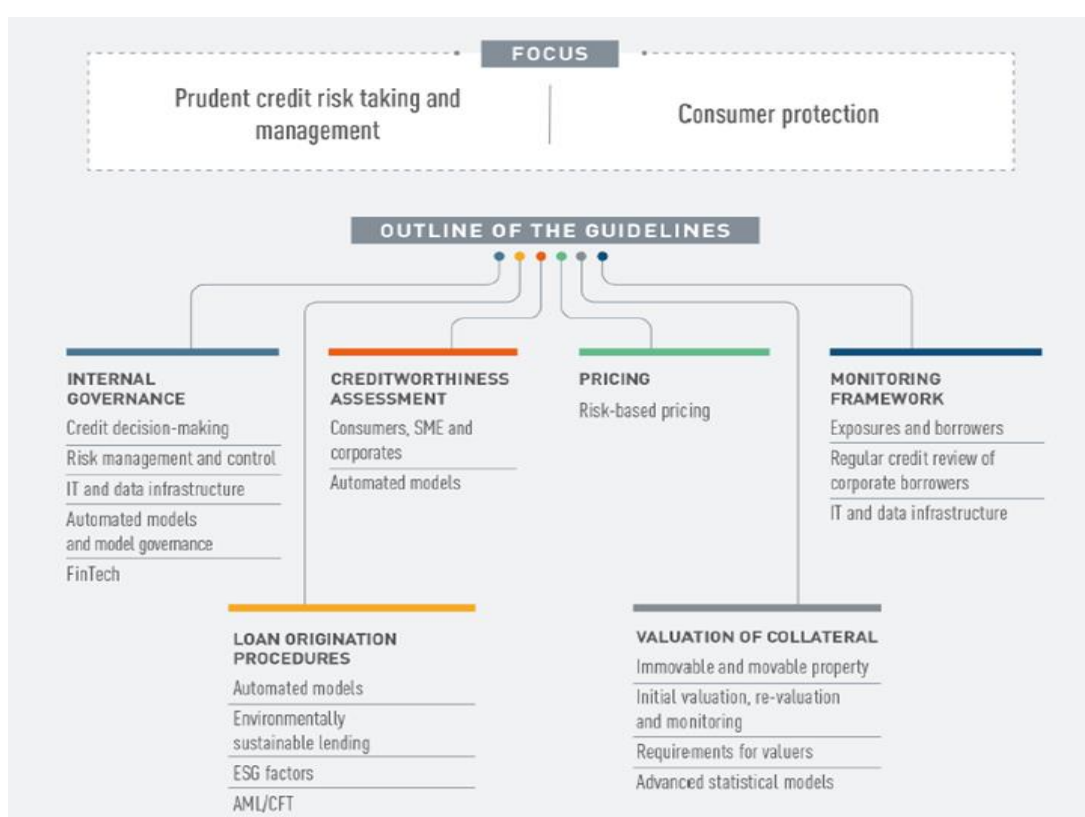 FOCUS
Prudent credit risk taking and
management
Consumer protection
OUTLINE OF THE GUIDELINES
INTERNAL
GOVERNANCE
Credit decision-making
Risk management and control
IT and data infrastructure
Automated models
and model governance
FinTech
CREDITWORTHINESS
ASSESSMENT
Consumers, SME and
corporates
Automated models
PRICING
Risk-based pricing
MONITORING
FRAMEWORK
Exposures and borrowers
Regular credit review of
corporate borrowers
IT and data infrastructure
LOAN ORIGINATION
PROCEDURES
Automated models
Environmentally
sustainable lending
ESG factors
AML/CFT
VALUATION OF COLLATERAL
Immovable and movable property
Initial valuation, re-valuation
and monitoring
Requirements for valuers
Advanced statistical models